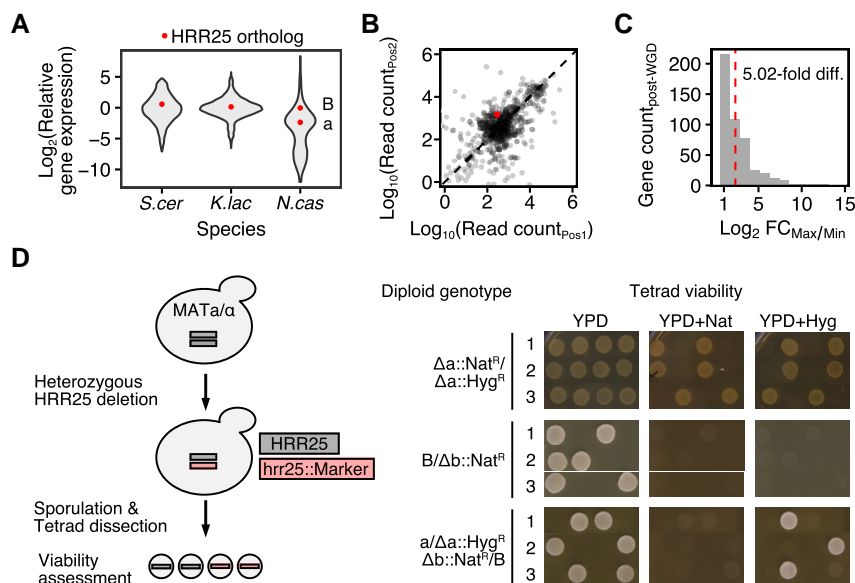 A
HRR25 ortholog
Log2(Relative gene expression)
5
0
−5
−10
B
a
S.cer
K.lac
N.cas
Species
B
Log10(Read countPos2)
6
4
2
0
0 2 4 6
Log10(Read countPos1)
C
Gene countpost-WGD
200
150
100
50
0
5.02-fold diff.
1 5 10 15
Log2 FCMax/Min
D
MATa/α
Heterozygous
HRR25 deletion
HRR25
hrr25::Marker
Sporulation &
Tetrad dissection
Viability
assessment
Diploid genotype
Tetrad viability
YPD
YPD+Nat
YPD+Hyg
Δa::NatR/
Δa::HygR
1
2
3
B/Δb::NatR
1
2
3
a/Δa::HygR
Δb::NatR/B
1
2
3